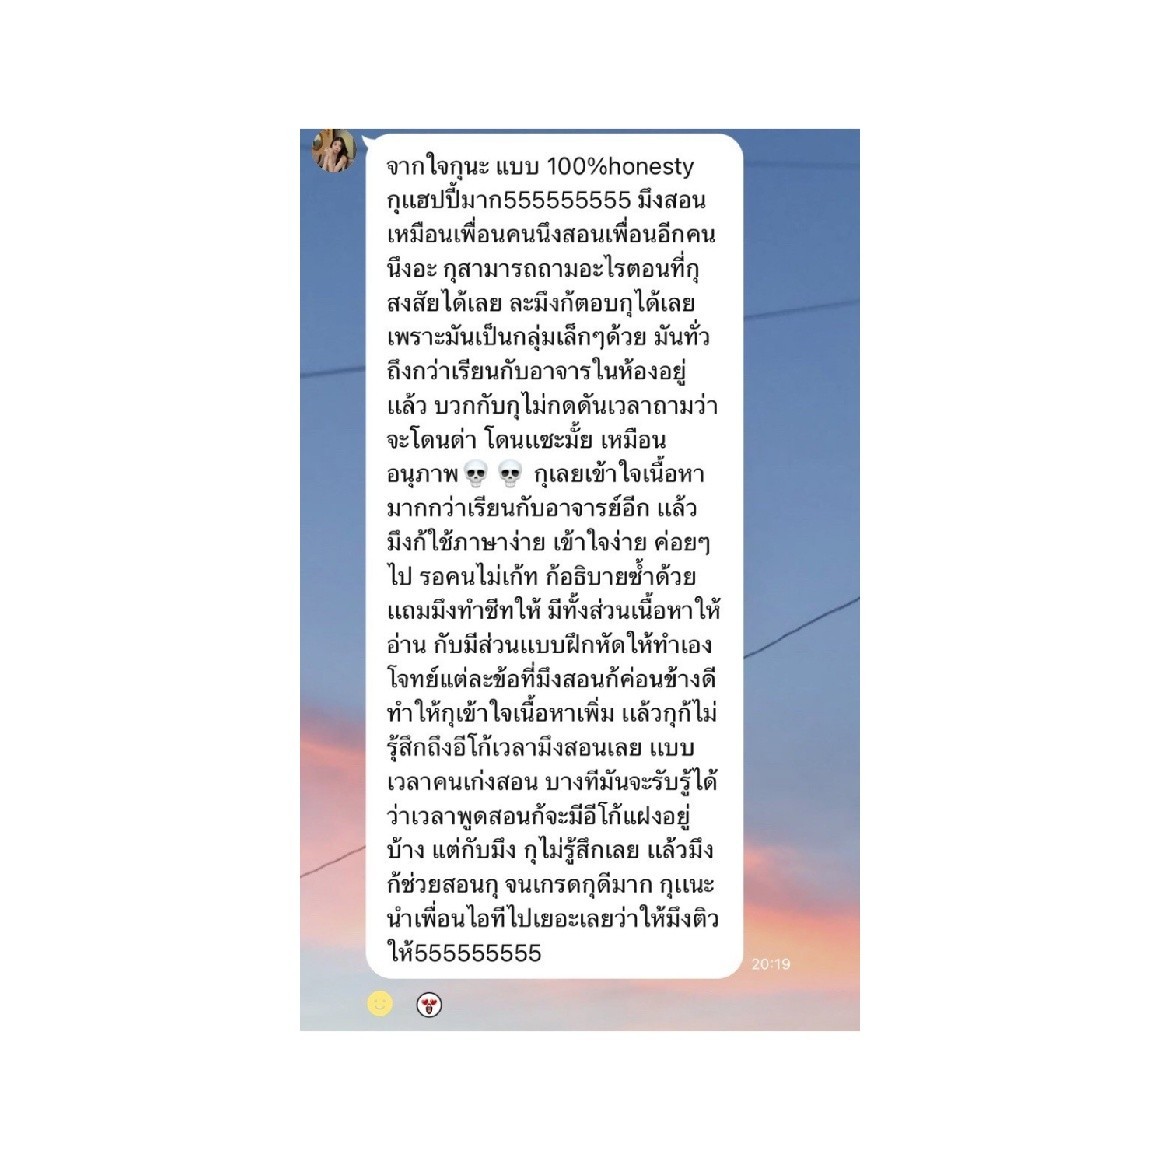 จากใจกุนะ แบบ 100%honesty
กุแฮปปี้มาก555555555 มึงสอน
เหมือนเพื่อนคนนึงสอนเพื่อนอีกคน
นึงอะ กุสามารถถามอะไรตอนที่กุ
สงสัยได้เลย ละมึงก้ตอบกุได้เลย
เพราะมันเป็นกลุ่มเล็กๆด้วย มันทั่ว
ถึงกว่าเรียนกับอาจารในห้องอยู่
แล้ว บวกกับกุไม่กดดันเวลาถามว่า
จะโดนด่า โดนแซะมั้ย เหมือน
อนุภาพ💀💀 กุเลยเข้าใจเนื้อหา
มากกว่าเรียนกับอาจารย์อีก แล้ว
มึงก้ใช้ภาษาง่าย เข้าใจง่าย ค่อยๆ
ไป รอคนไม่เก้ท ก้อธิบายซ้ำด้วย
แถมมึงทำชีทให้ มีทั้งส่วนเนื้อหาให้
อ่าน กับมีส่วนแบบฝึกหัดให้ทำเอง
โจทย์แต่ละข้อที่มึงสอนก้ค่อนข้างดี
ทำให้กุเข้าใจเนื้อหาเพิ่ม แล้วกุก้ไม่
รุ้สึกถึงอีโก้เวลามึงสอนเลย แบบ
เวลาคนเก่งสอน บางทีมันจะรับรู้ได้
ว่าเวลาพูดสอนก้จะมีอีโก้แฝงอยู่
บ้าง แต่กับมึง กุไม่รู้สึกเลย แล้วมึง
ก้ช่วยสอนกุ จนเกรดกุดีมาก กุแนะ
นำเพื่อนไอทีไปเยอะเลยว่าให้มึงติว
ให้555555555
20:19